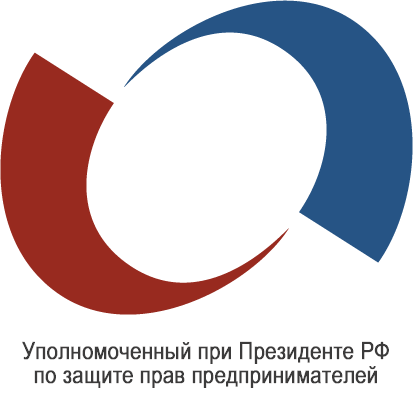 Уполномоченный при Президенте РФ
по защите прав предпринимателей